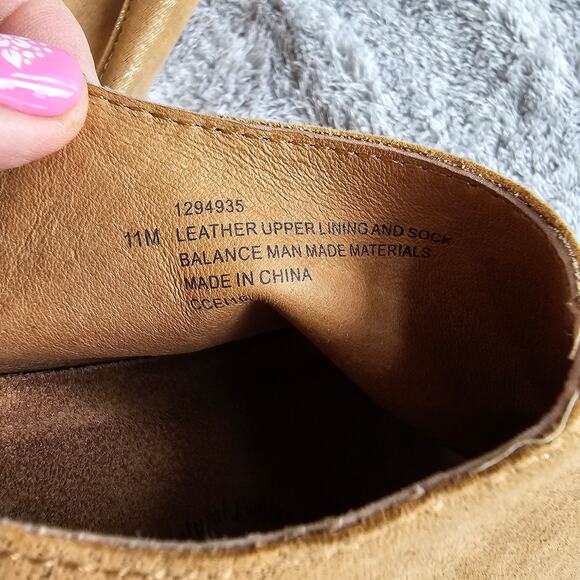 1294935
11M LEATHER UPPER LINING AND SOCK
BALANCE MAN MADE MATERIALS
MADE IN CHINA